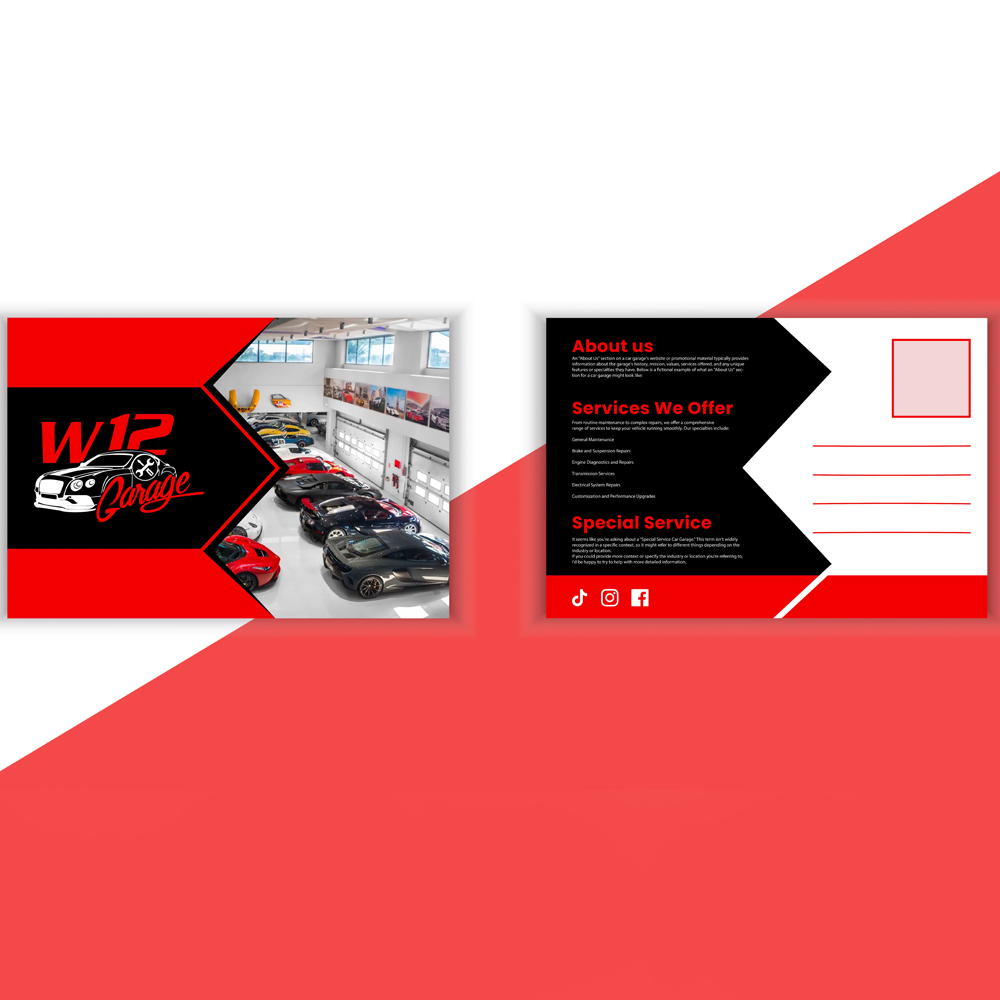 W12
Garage
About us
An "About Us" section on a car garage's website or promotional material typically provides
information about the garage's history, mission, values, services offered, and any unique
features or specialties they have. Below is a fictional example of what an "About Us" sec-
tion for a car garage might look like:
Services We Offer
From routine maintenance to complex repairs, we offer a comprehensive
range of services to keep your vehicle running smoothly. Our specialties include:
General Maintenance
Brake and Suspension Repairs
Engine Diagnostics and Repairs
Transmission Services
Electrical System Repairs
Customization and Performance Upgrades
Special Service
It seems like you're asking about a "Special Service Car Garage." This term isn't widely
recognized in a specific context, so it might refer to different things depending on the
industry or location.
If you could provide more context or specify the industry or location you're referring to,
I'd be happy to try to help with more detailed information.